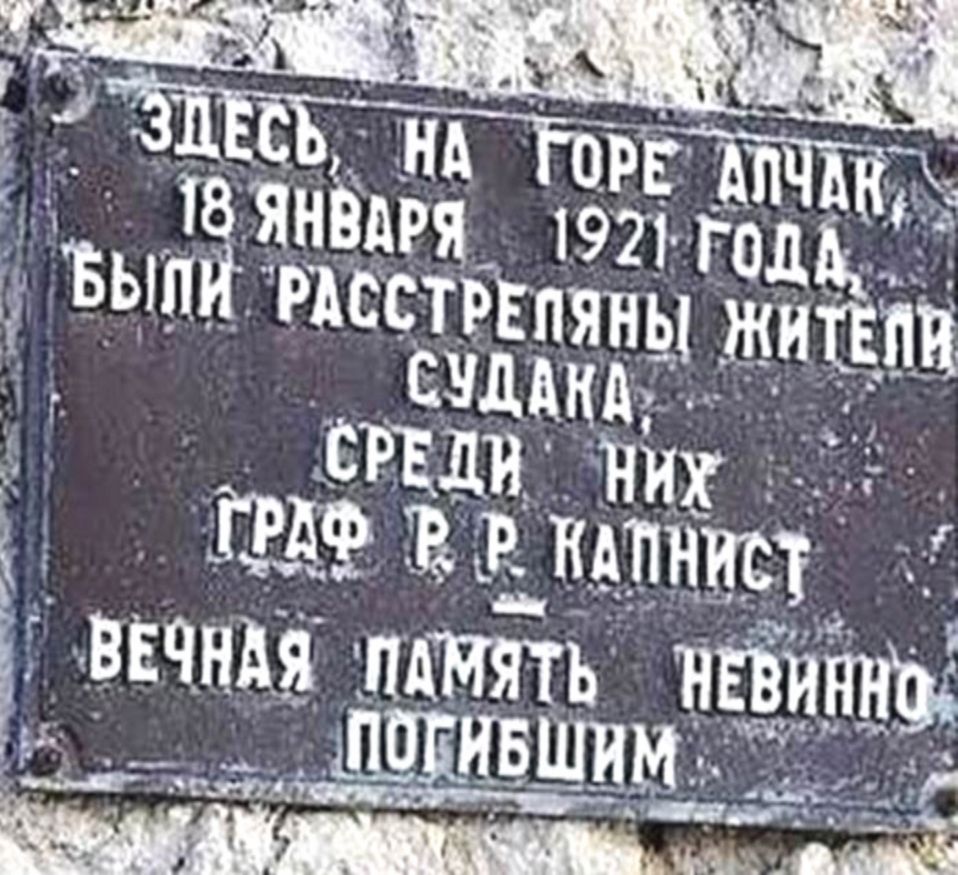 ЗДЕСЬ, НА ГОРЕ АЛЧАК,
18 ЯНВАРЯ 1921 ГОДА,
БЫЛИ РАССТРЕЛЯНЫ ЖИТЕЛИ
СУДАКА,
СРЕДИ НИХ
ГРАФ Р. Р. КАПНИСТ
—
ВЕЧНАЯ ПАМЯТЬ НЕВИННО
ПОГИБШИМ